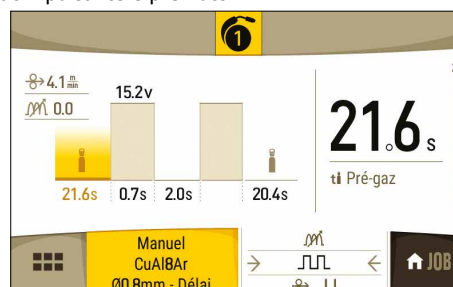 1
4.1 m/min
0.0
15.2v
21.6s 0.7s 2.0s 20.4s
21.6 s
ti Pré-gaz
Manuel
CuAl8Ar
Ø0.8mm - Délai
JOB